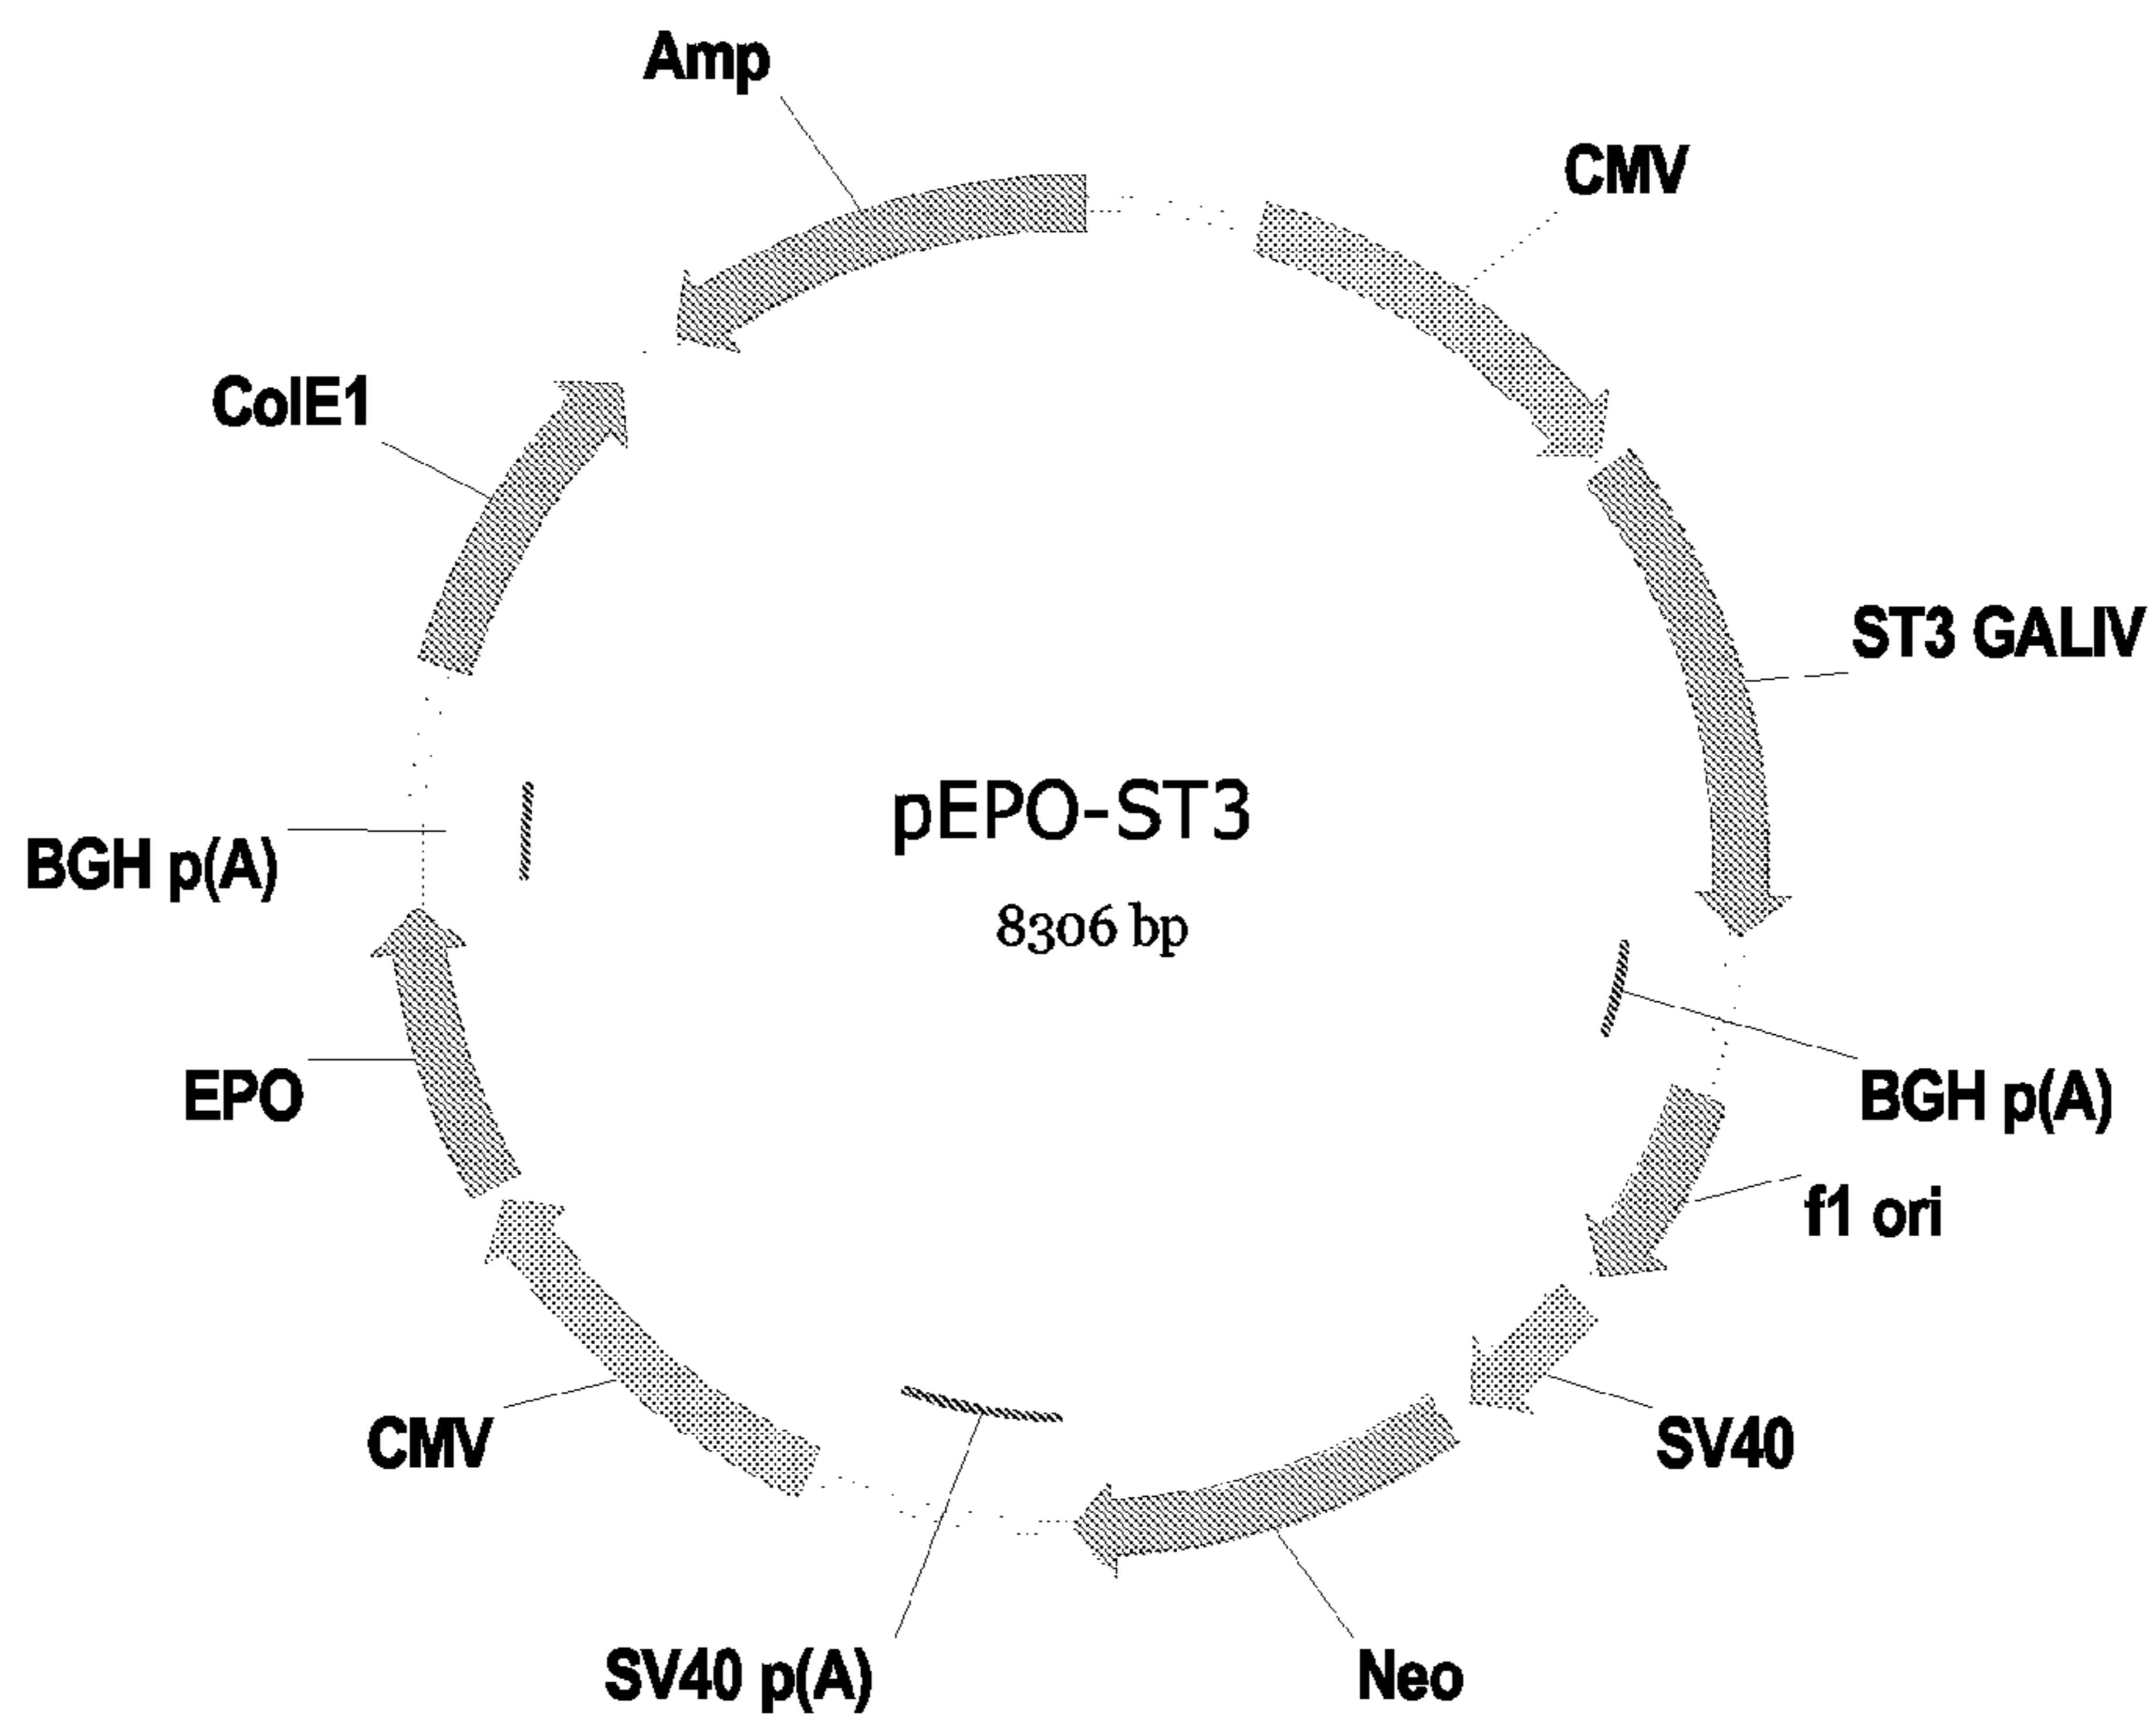 Amp
CMV
ColE1
ST3 GALIV
pEPO-ST3
8306 bp
BGH p(A)
EPO
BGH p(A)
f1 ori
CMV
SV40
SV40 p(A)
Neo